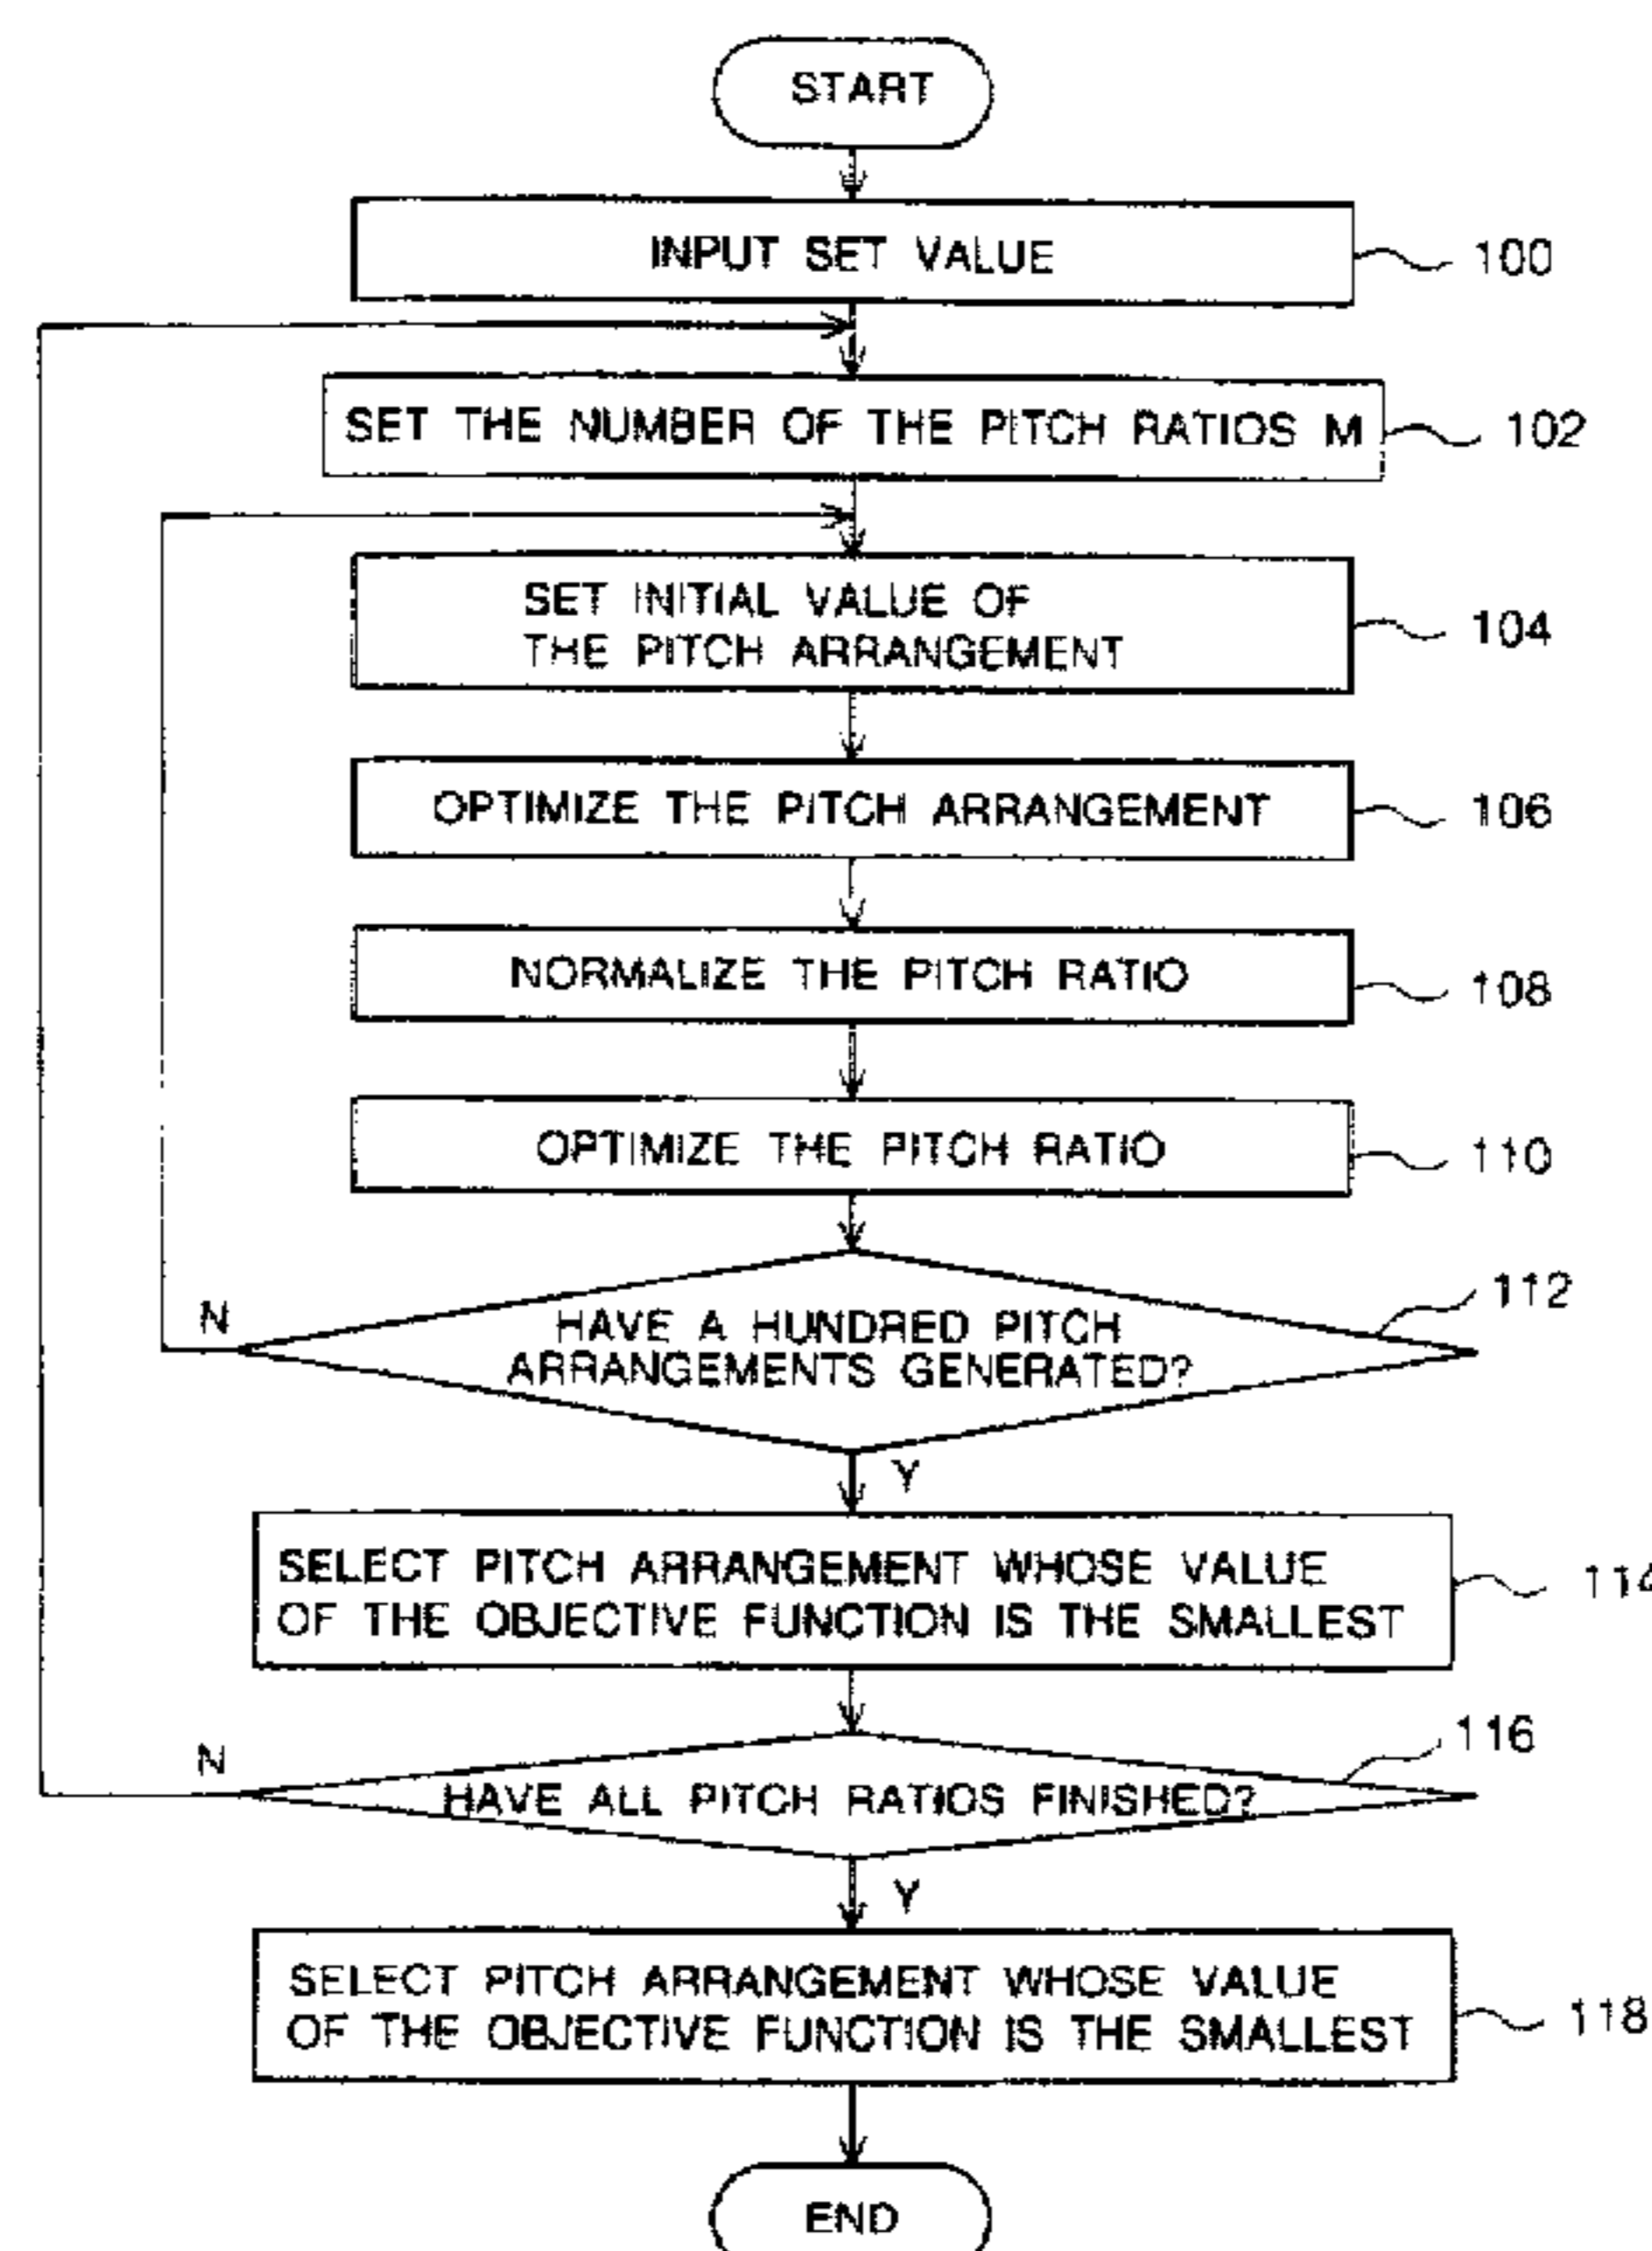 START
INPUT SET VALUE
100
SET THE NUMBER OF THE PITCH RATIOS M
102
SET INITIAL VALUE OF
THE PITCH ARRANGEMENT
104
OPTIMIZE THE PITCH ARRANGEMENT
106
NORMALIZE THE PITCH RATIO
108
OPTIMIZE THE PITCH RATIO
110
HAVE A HUNDRED PITCH
ARRANGEMENTS GENERATED?
112
N
Y
SELECT PITCH ARRANGEMENT WHOSE VALUE
OF THE OBJECTIVE FUNCTION IS THE SMALLEST
114
HAVE ALL PITCH RATIOS FINISHED?
116
N
Y
SELECT PITCH ARRANGEMENT WHOSE VALUE
OF THE OBJECTIVE FUNCTION IS THE SMALLEST
118
END